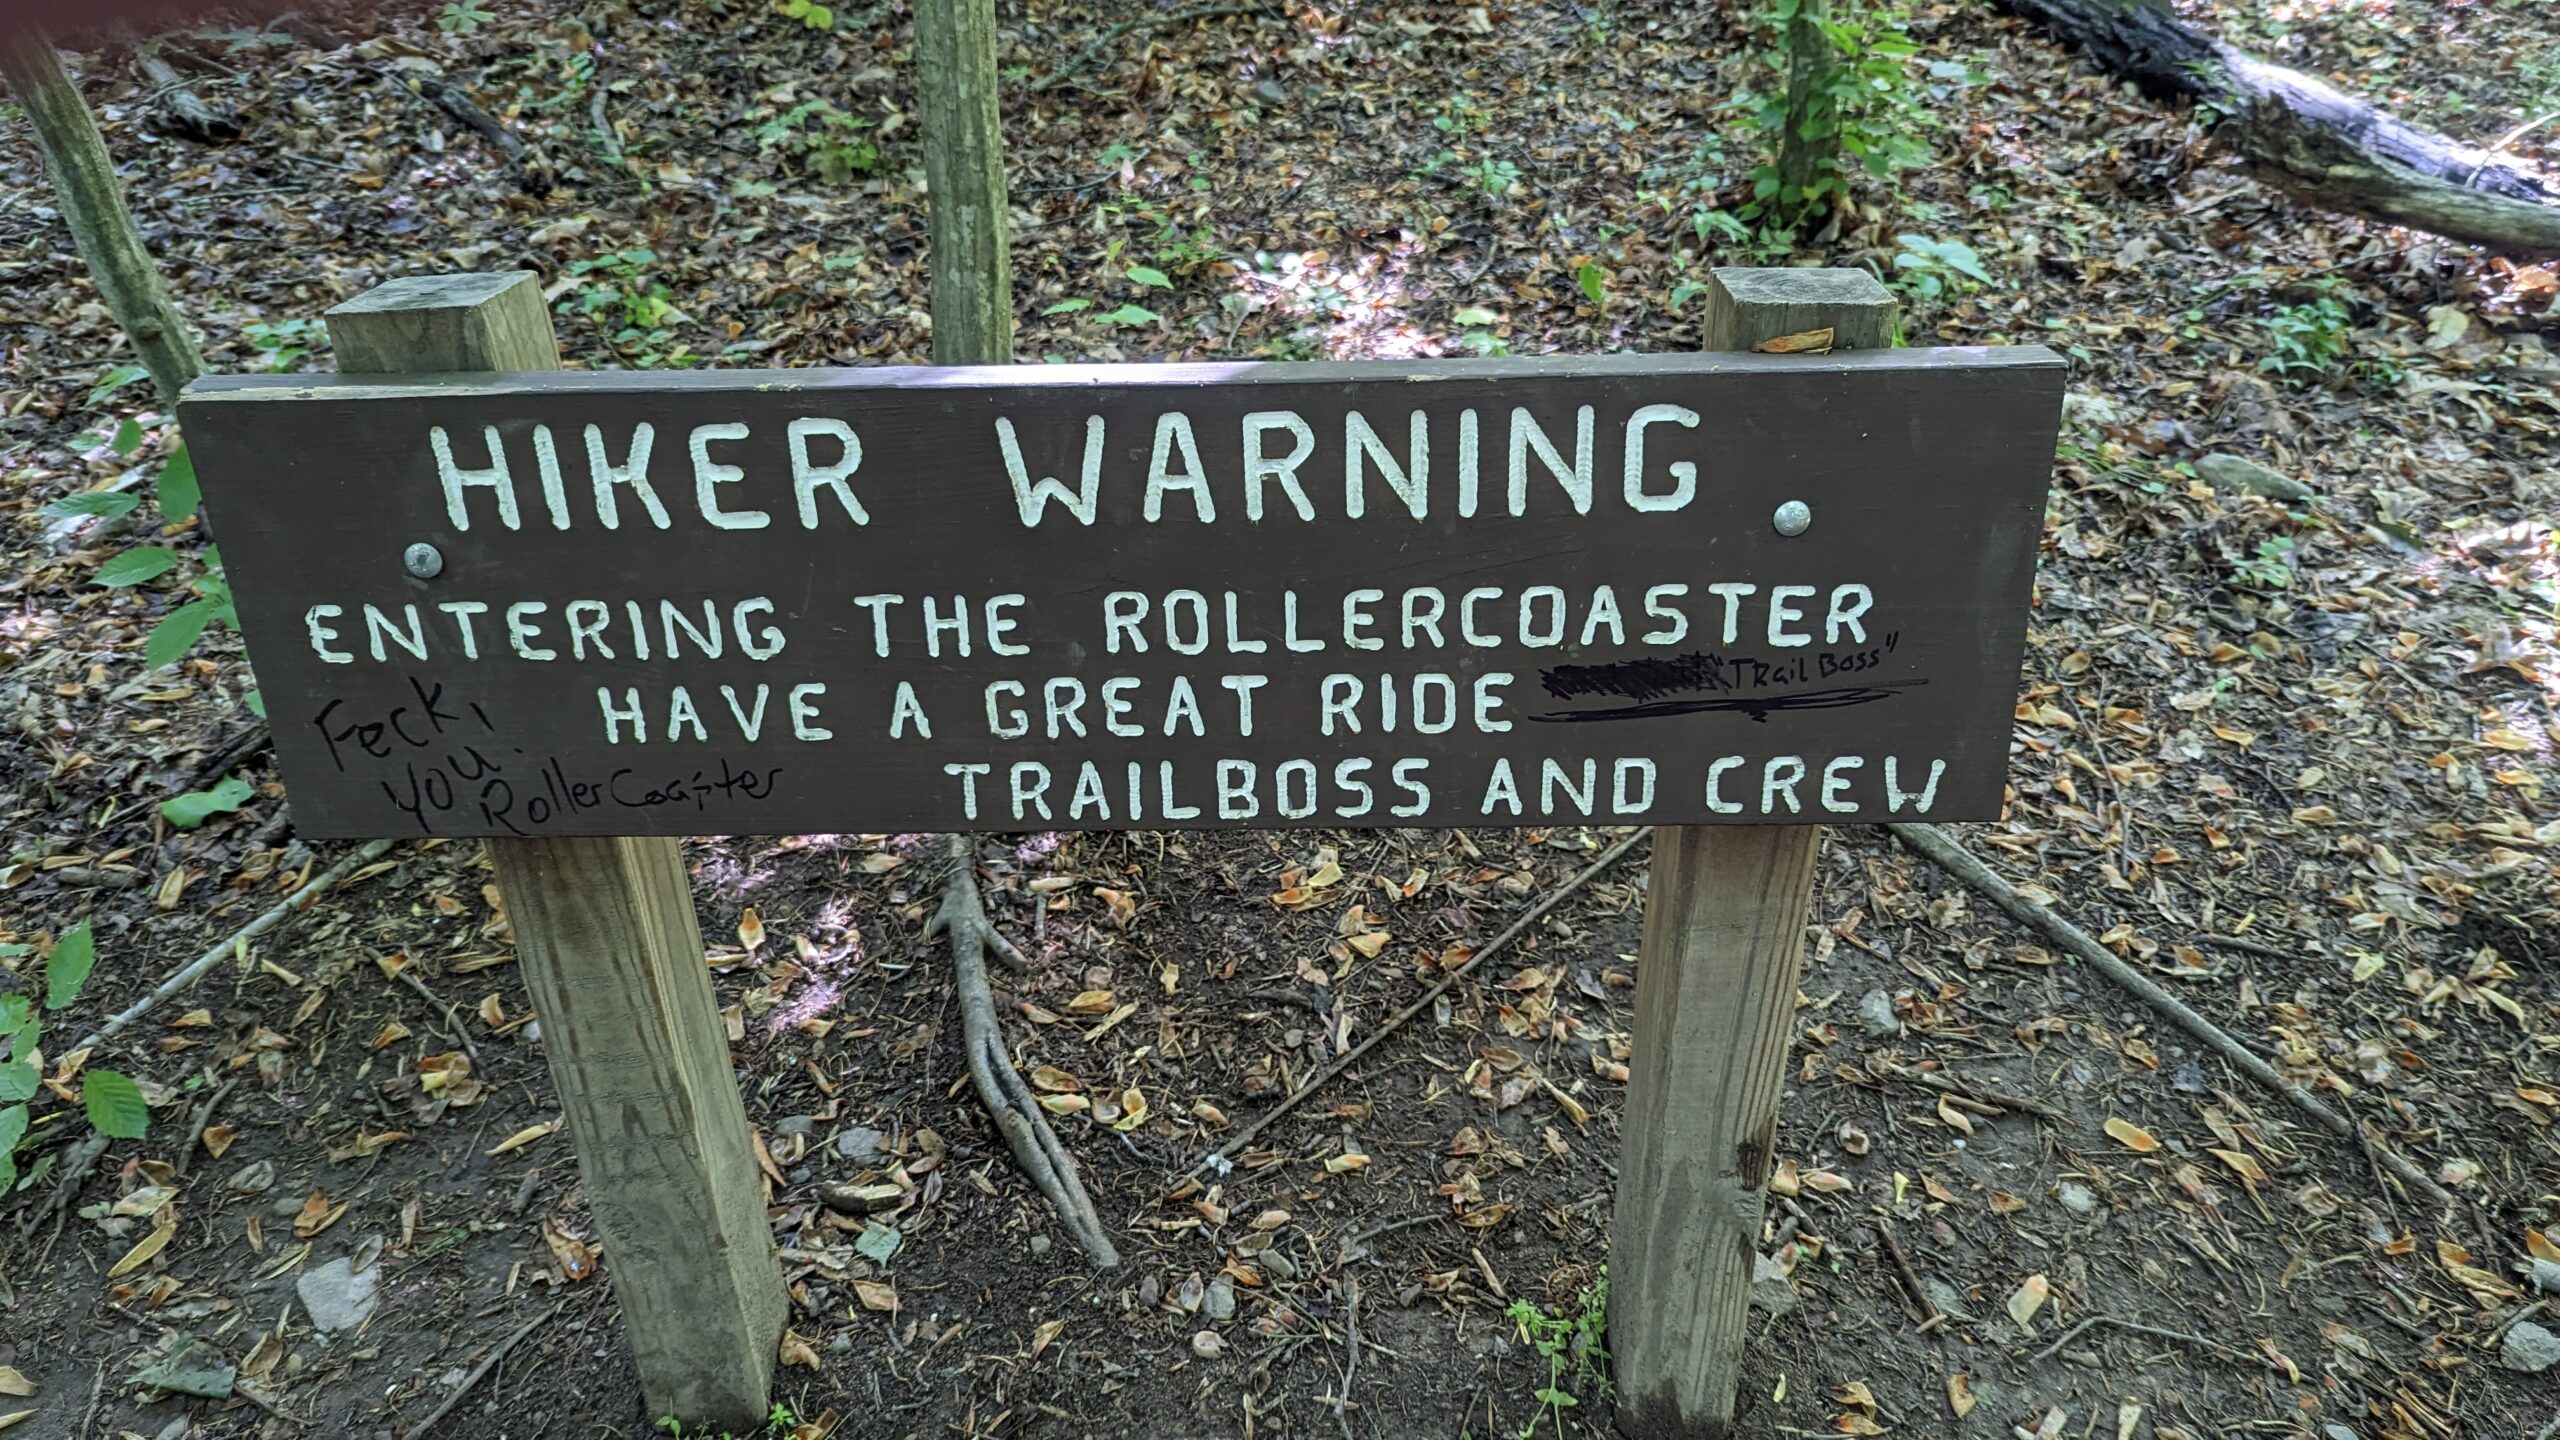 HIKER WARNING
ENTERING THE ROLLERCOASTER
HAVE A GREAT RIDE
"Trail Boss"
TRAILBOSS AND CREW
Feck,
you.
RollerCoaster